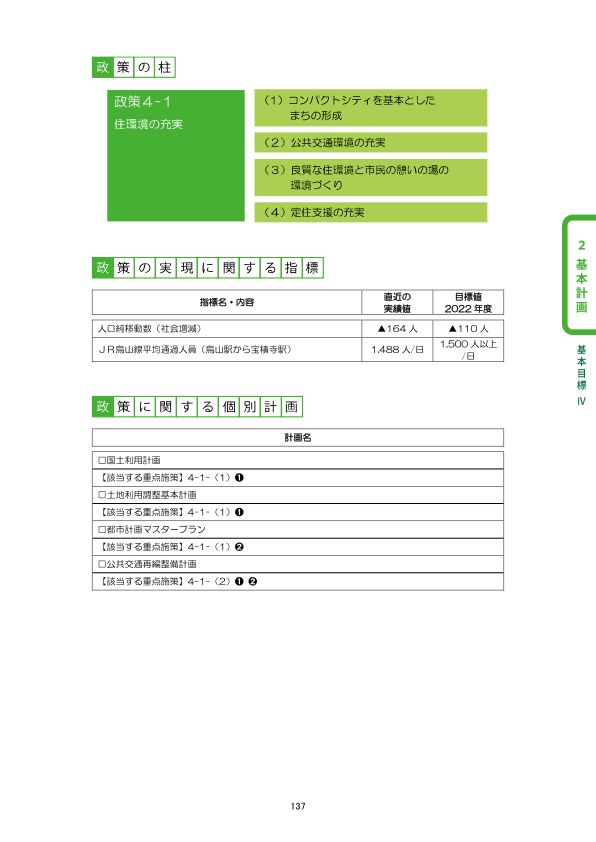 政策の柱
政策4-1
住環境の充実
（1）コンパクトシティを基本とした
まちの形成
（2）公共交通環境の充実
（3）良質な住環境と市民の憩いの場の
環境づくり
（4）定住支援の充実
政策の実現に関する指標
指標名・内容 直近の 実績値 目標値 2022年度
人口純移動数（社会増減） ▲164人 ▲110人
ＪＲ烏山線平均通過人員（烏山駅から宝積寺駅） 1,488人/日 1,500人以上/日
政策に関する個別計画
計画名
□国土利用計画
【該当する重点施策】4-1-（1）❶
□土地利用調整基本計画
【該当する重点施策】4-1-（1）❶
□都市計画マスタープラン
【該当する重点施策】4-1-（1）❷
□公共交通再編整備計画
【該当する重点施策】4-1-（2）❶ ❷
2
基本計画
基本目標
Ⅳ
137